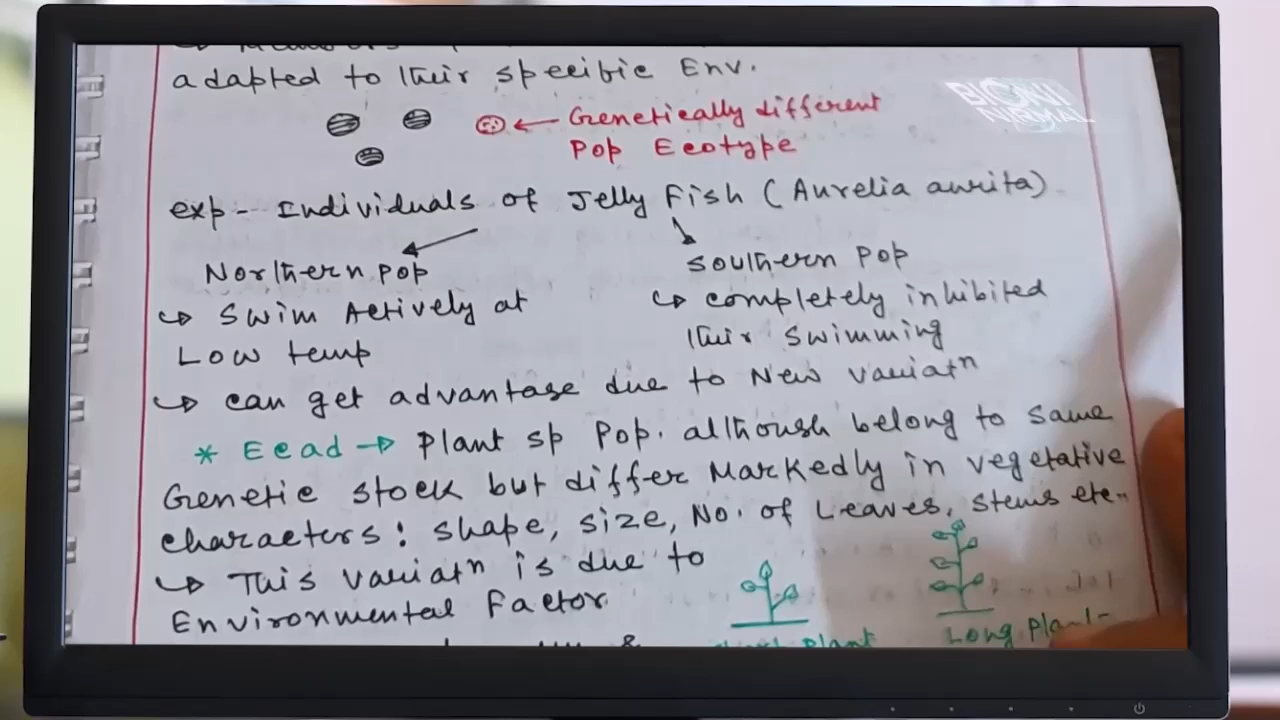 adapted to their specific Env.
Genetically different
Pop Ecotype
exp-- Individuals of Jelly Fish (Aurelia aurita)
Northern pop
Southern pop
↳ Swim Actively at
Low temp
↳ completely inhibited
their swimming
↳ can get advantage due to New variatn
* Ecad → plant sp Pop. although belong to same
Genetic stock but differ Markedly in vegetative
characters: shape, size, No. of Leaves, stems etc..
↳ This variatn is due to
Environmental Factor.
&
plant
Long Plant
BIONI
NIRMAL